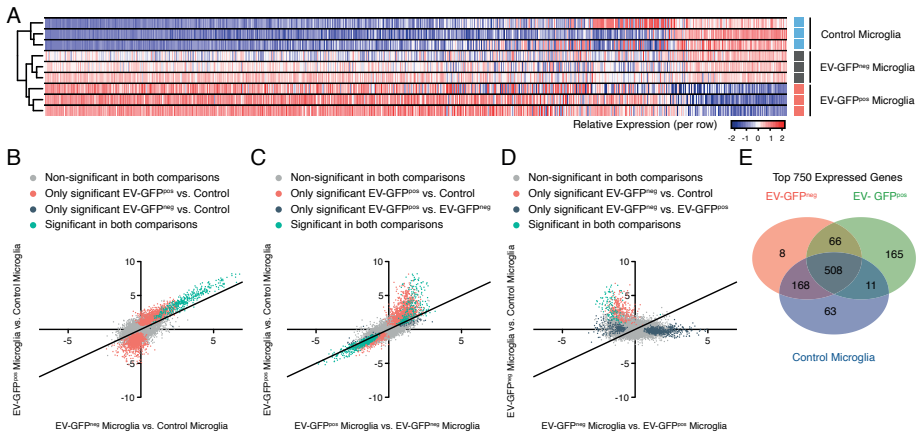 A
Control Microglia
EV-GFPneg Microglia
EV-GFPpos Microglia
Relative Expression (per row)
-2 -1 0 1 2
B
Non-significant in both comparisons
Only significant EV-GFPpos vs. Control
Only significant EV-GFPneg vs. Control
Significant in both comparisons
EV-GFPpos Microglia vs. Control Microglia
10
5
-5 5
-5
-10
EV-GFPneg Microglia vs. Control Microglia
C
Non-significant in both comparisons
Only significant EV-GFPpos vs. Control
Only significant EV-GFPpos vs. EV-GFPneg
Significant in both comparisons
EV-GFPpos Microglia vs. Control Microglia
10
5
-5 5
-5
-10
EV-GFPpos Microglia vs. EV-GFPneg Microglia
D
Non-significant in both comparisons
Only significant EV-GFPneg vs. Control
Only significant EV-GFPneg vs. EV-GFPpos
Significant in both comparisons
EV-GFPneg Microglia vs. Control Microglia
10
5
-5 5
-5
-10
EV-GFPneg Microglia vs. EV-GFPpos Microglia
E
Top 750 Expressed Genes
EV-GFPneg
EV- GFPpos
8 66 165
508
168 11
63
Control Microglia